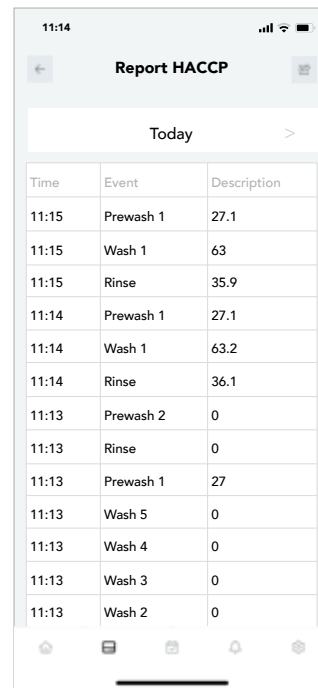 11:14
Report HACCP
Today >
Time Event Description
11:15 Prewash 1 27.1
11:15 Wash 1 63
11:15 Rinse 35.9
11:14 Prewash 1 27.1
11:14 Wash 1 63.2
11:14 Rinse 36.1
11:13 Prewash 2 0
11:13 Rinse 0
11:13 Prewash 1 27
11:13 Wash 5 0
11:13 Wash 4 0
11:13 Wash 3 0
11:13 Wash 2 0